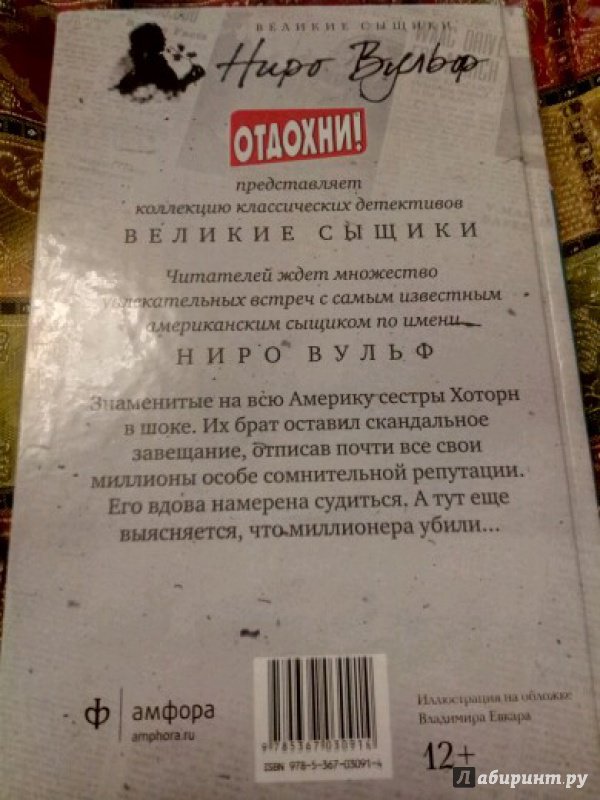 ВЕЛИКИЕ СЫЩИКИ
Ниро Вульф
ОТДОХНИ!
представляет
коллекцию классических детективов
ВЕЛИКИЕ СЫЩИКИ
Читателей ждет множество
увлекательных встреч с самым известным
американским сыщиком по имени
НИРО ВУЛЬФ
Знаменитые на всю Америку сестры Хоторн
в шоке. Их брат оставил скандальное
завещание, отписав почти все свои
миллионы особе сомнительной репутации.
Его вдова намерена судиться. А тут еще
выясняется, что миллионера убили...
ф амфора
amphora.ru
9 785367 030914
ISBN 978-5-367-03091-4
Иллюстрация на обложке
Владимира Евкара
12+
Лабиринт.ру